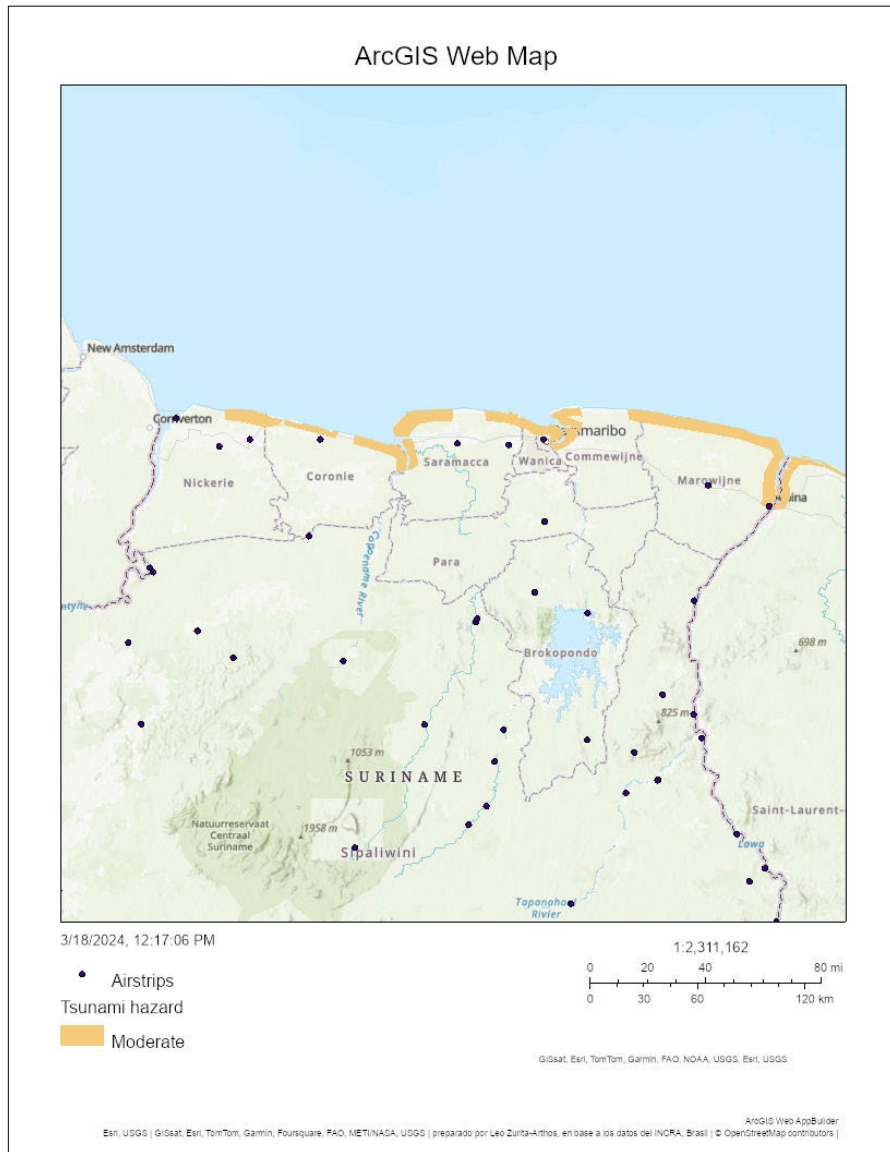 ArcGIS Web Map
New Amsterdam
Corriverton
Paramaribo
Nickerie
Coronie
Saramacca
Wanica
Commewijne
Marowijne
Albina
Coppename River
Para
698 m
Brokopondo
825 m
1053 m
SURINAME
Natuurreservaat
Centraal
Suriname
1958 m
Sipaliwini
Saint-Laurent-
Lawa
Rivier
3/18/2024, 12:17:06 PM
1:2,311,162
0 20 40 80 mi
0 30 60 120 km
Airstrips
Tsunami hazard
Moderate
GISsat, Esri, TomTom, Garmin, FAO, NOAA, USGS, Esri, USGS
ArcGIS Web AppBuilder
Esri, USGS | GISsat, Esri, TomTom, Garmin, Foursquare, FAO, METI/NASA, USGS | preparado por Leo Zurita-Arthos, en base a los datos del INCRA, Brasil | © OpenStreetMap contributors |